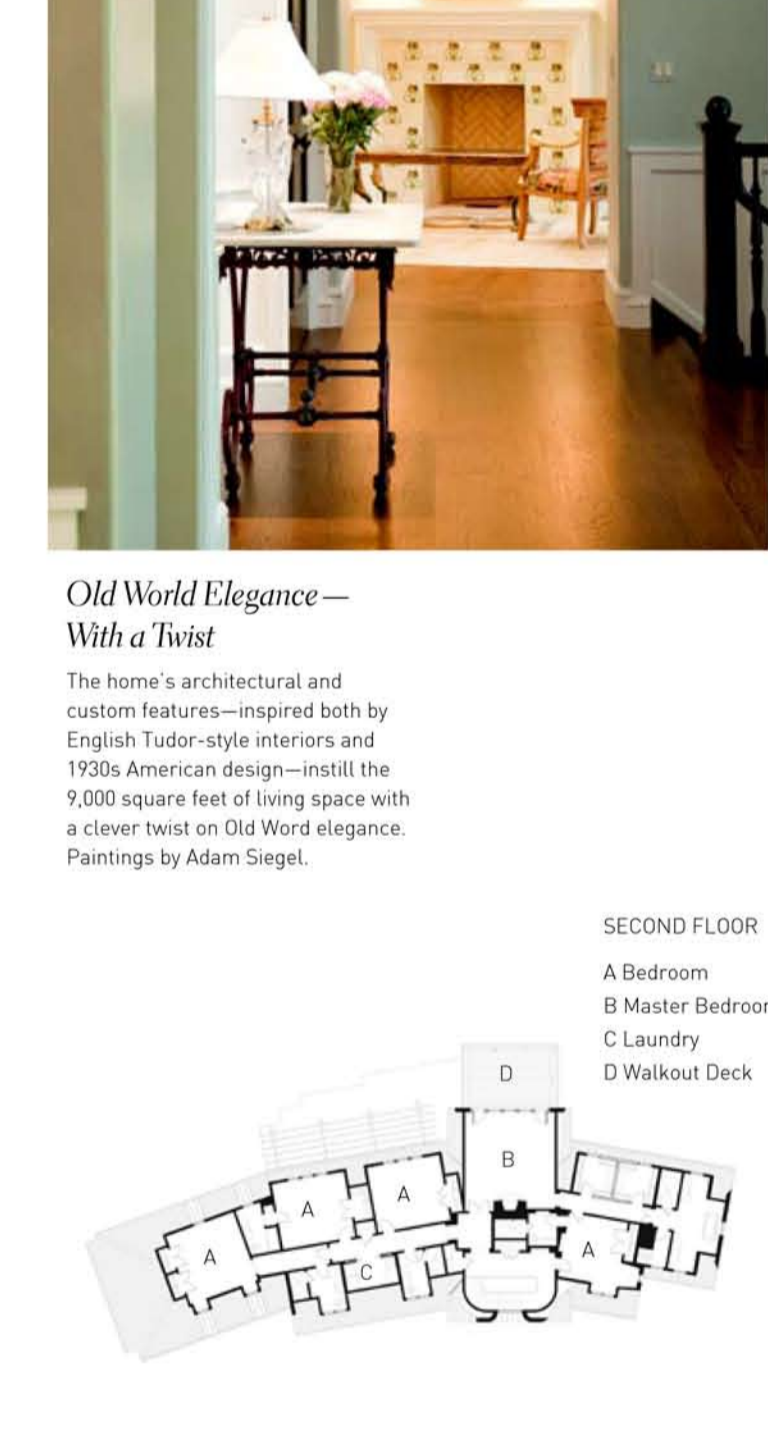 Old World Elegance—
With a Twist
The home's architectural and
custom features—inspired both by
English Tudor-style interiors and
1930s American design—instill the
9,000 square feet of living space with
a clever twist on Old Word elegance.
Paintings by Adam Siegel.
SECOND FLOOR
A Bedroom
B Master Bedroor
C Laundry
D Walkout Deck
D
B
A
A
A
A
C